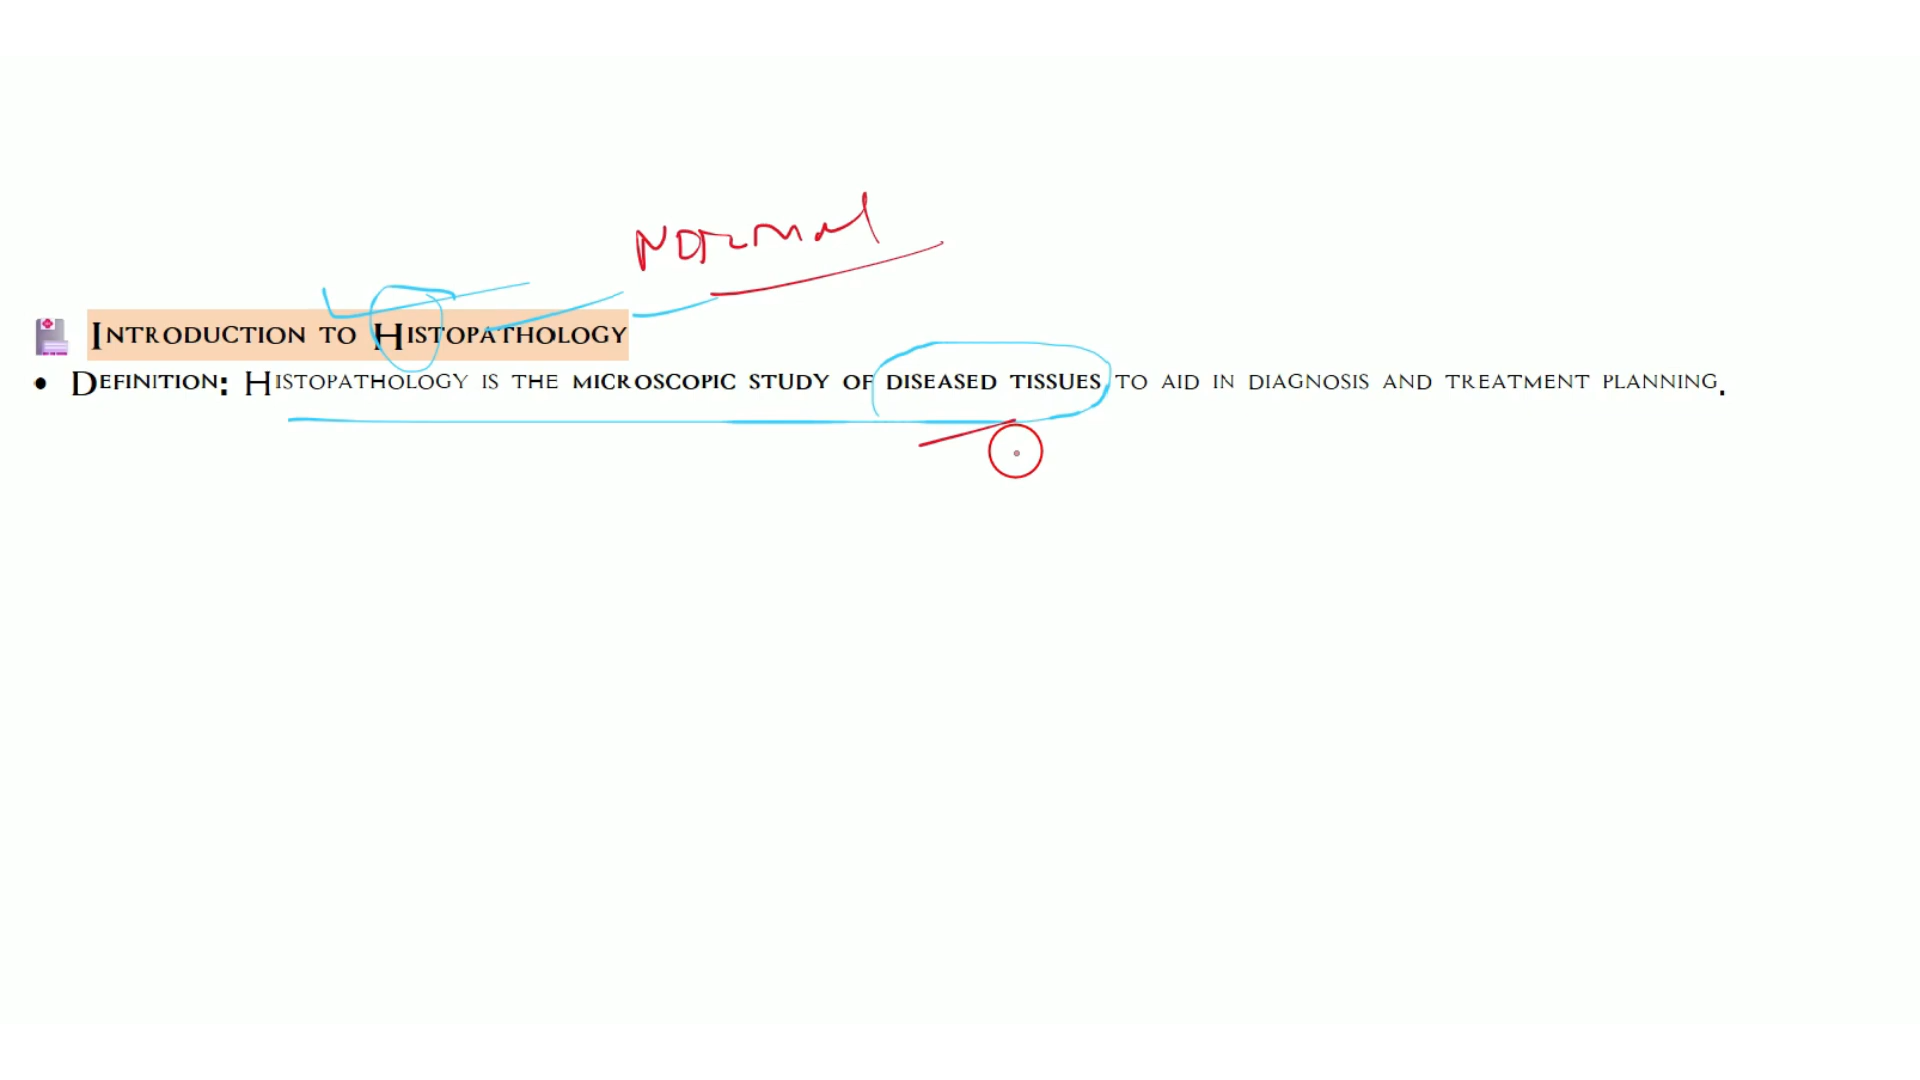 Normal
Introduction to Histopathology
• Definition: Histopathology is the microscopic study of diseased tissues to aid in diagnosis and treatment planning.